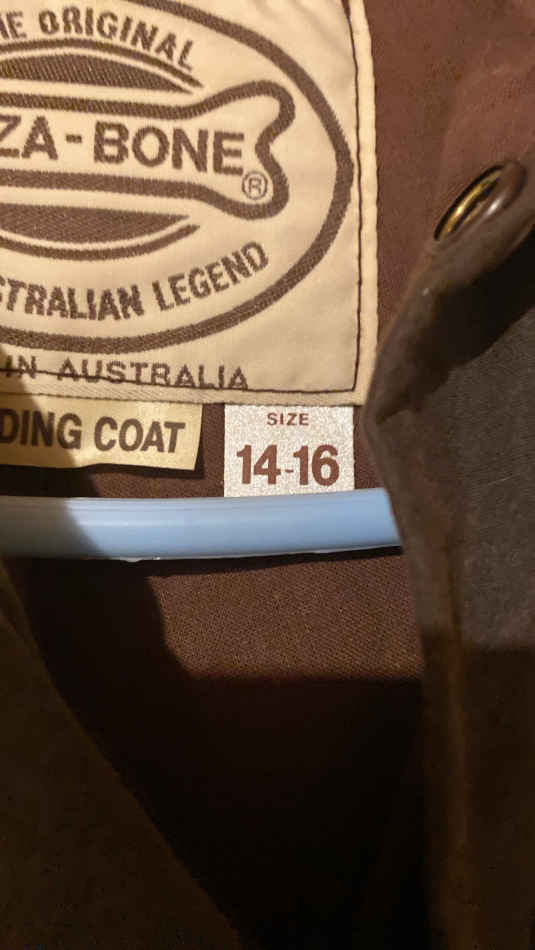 HE ORIGINAL
ZA-BONE®
STRALIAN LEGEND
IN AUSTRALIA
DING COAT
SIZE
14-16